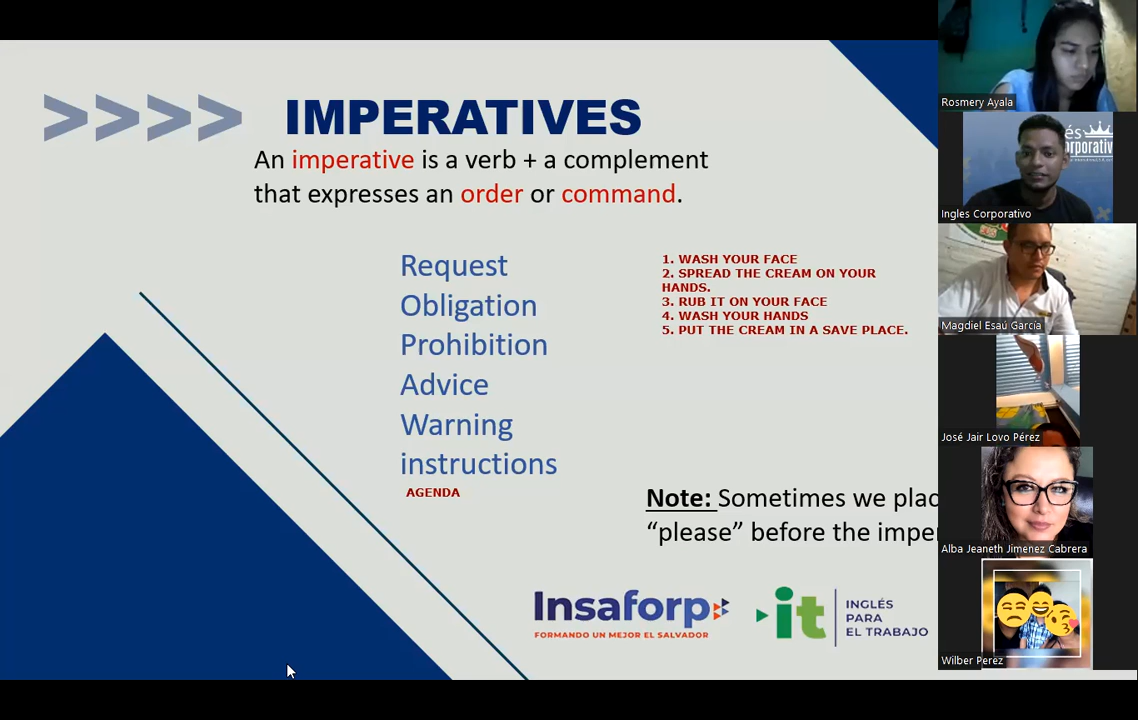 >>>> IMPERATIVES
An imperative is a verb + a complement
that expresses an order or command.
Request
Obligation
Prohibition
Advice
Warning
instructions
AGENDA
1. WASH YOUR FACE
2. SPREAD THE CREAM ON YOUR
HANDS.
3. RUB IT ON YOUR FACE
4. WASH YOUR HANDS
5. PUT THE CREAM IN A SAVE PLACE.
Note: Sometimes we plac
“please” before the impe
Insaforp
FORMANDO UN MEJOR EL SALVADOR
it
INGLÉS
PARA
EL TRABAJO
Rosmery Ayala
és
orporativ
Ingles Corporativo
Magdiel Esaú García
José Jair Lovo Pérez
Alba Jeaneth Jimenez Cabrera
Wilber Perez